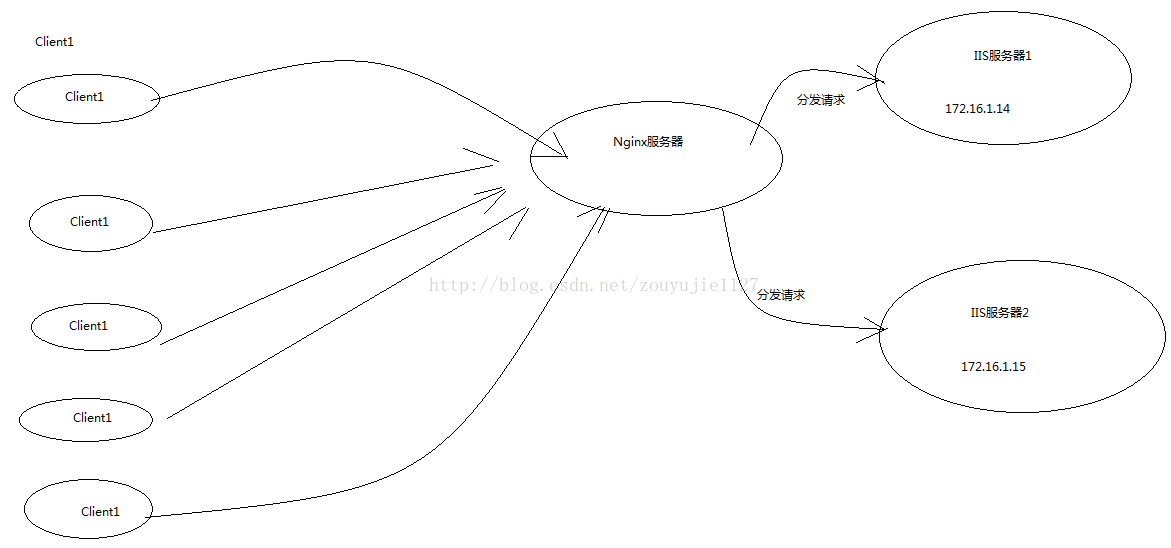 Client1
Client1
Client1
Client1
Client1
Client1
Nginx服务器
分发请求
分发请求
IIS服务器1
172.16.1.14
IIS服务器2
172.16.1.15
http://blog.csdn.net/zouyujie1127